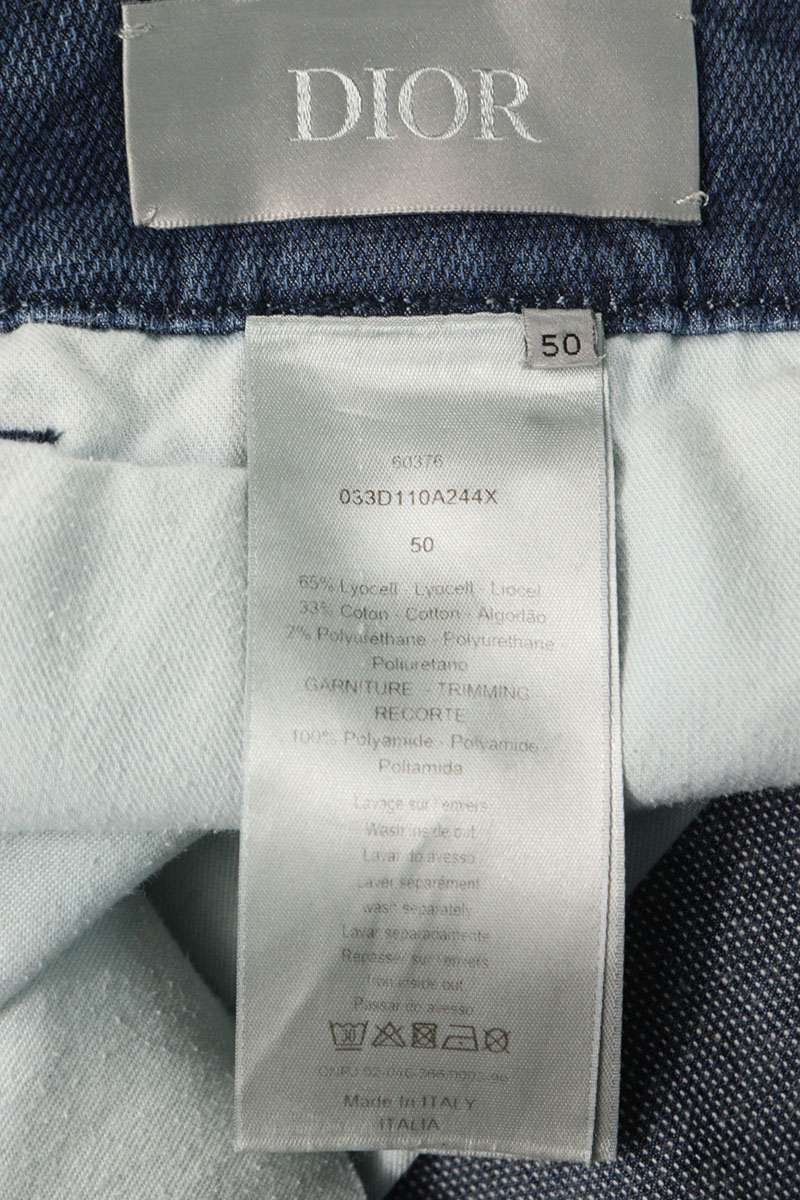 DIOR
50
60376
033D110A244X
50
65% Lyocell - Lyocell - Liocel
33% Coton - Cotton - Algodão
2% Polyurethane - Polyurethane -
Poliuretano
GARNITURE - TRIMMING
RECORTE
100% Polyamide - Polyamide -
Poliamida
Lavage sur l'envers
Wash inside out
Lavar do avesso
Laver séparément
wash separately
Lavar separadamente
Repasser sur l'envers
Iron inside out
Passar do avesso
Made In ITALY
ITALIA